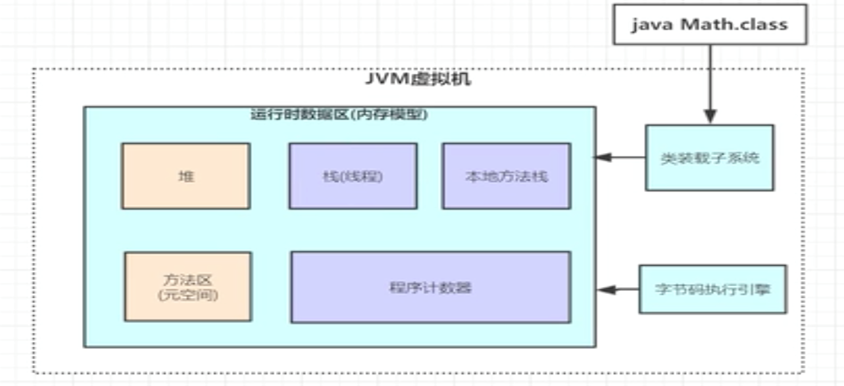 java Math.class
JVM虚拟机
运行时数据区(内存模型)
堆
栈(线程)
本地方法栈
类装载子系统
方法区
(元空间)
程序计数器
字节码执行引擎